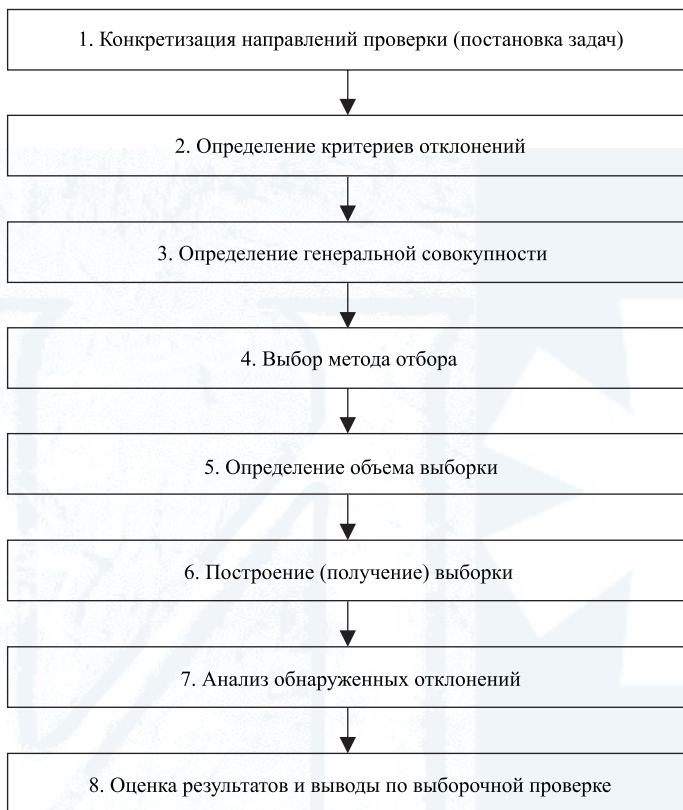 1. Конкретизация направлений проверки (постановка задач)
2. Определение критериев отклонений
3. Определение генеральной совокупности
4. Выбор метода отбора
5. Определение объема выборки
6. Построение (получение) выборки
7. Анализ обнаруженных отклонений
8. Оценка результатов и выводы по выборочной проверке